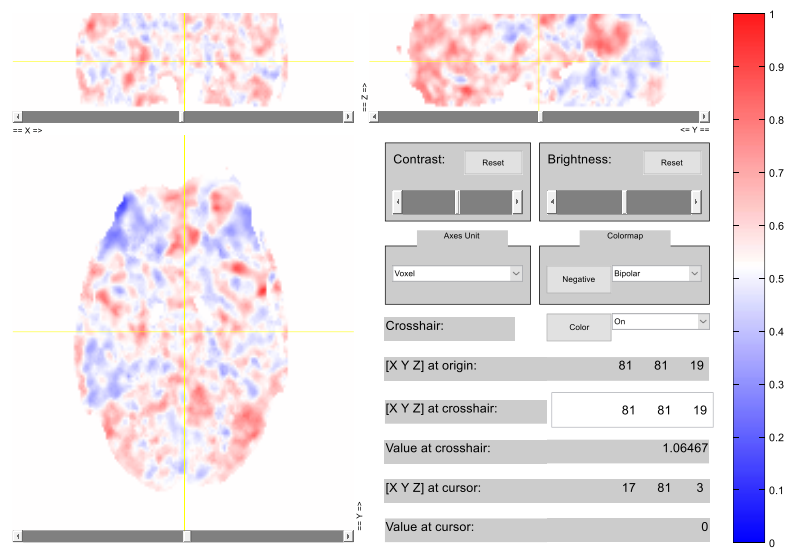 1
0.9
0.8
0.7
0.6
0.5
0.4
0.3
0.2
0.1
0
== X =>
== Z =>
<= Y ==
== Y =>
Contrast: Reset
Brightness: Reset
Axes Unit
Voxel
Colormap
Negative Bipolar
Crosshair: Color On
[X Y Z] at origin: 81 81 19
[X Y Z] at crosshair: 81 81 19
Value at crosshair: 1.06467
[X Y Z] at cursor: 17 81 3
Value at cursor: 0